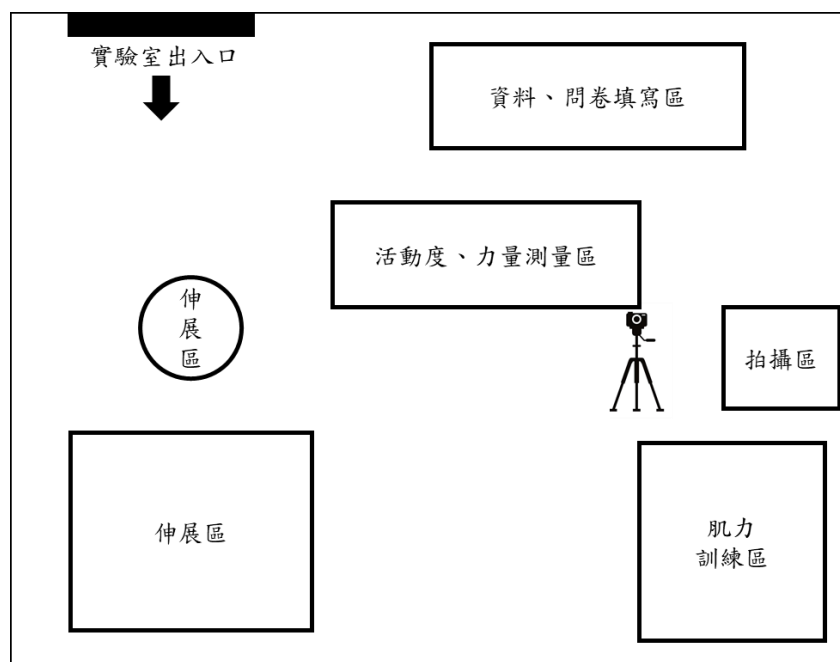 實驗室出入口
資料、問卷填寫區
活動度、力量測量區
伸
展
區
拍攝區
伸展區
肌力
訓練區